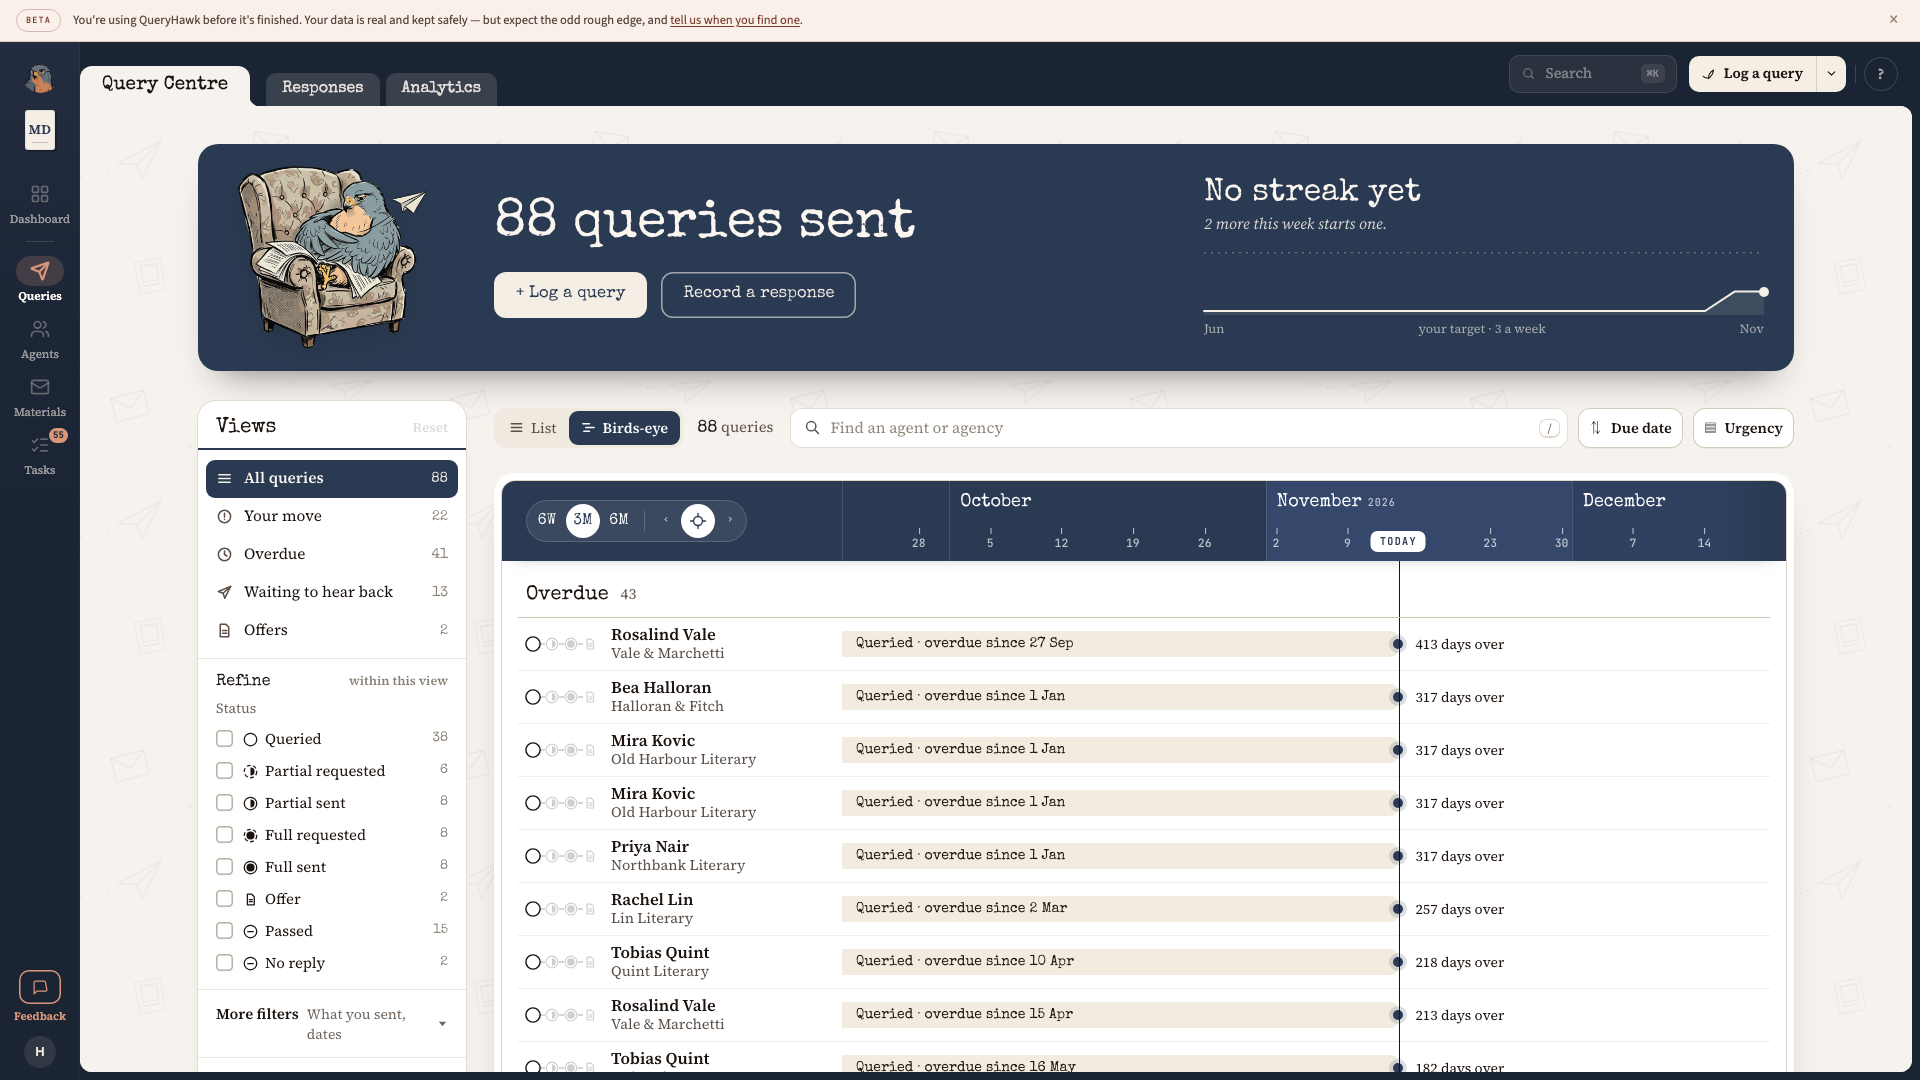 BETA
You're using QueryHawk before it's finished. Your data is real and kept safely — but expect the odd rough edge, and tell us when you find one.
×
Query Centre
Responses
Analytics
Search
⌘K
Log a query
?
MD
Dashboard
Queries
Agents
Materials
55
Tasks
Feedback
H
88 queries sent
+ Log a query
Record a response
No streak yet
2 more this week starts one.
Jun
your target · 3 a week
Nov
Views
Reset
All queries 88
Your move 22
Overdue 41
Waiting to hear back 13
Offers 2
Refine
within this view
Status
Queried 38
Partial requested 6
Partial sent 8
Full requested 8
Full sent 8
Offer 2
Passed 15
No reply 2
More filters
What you sent,
dates
List
Birds-eye
88 queries
Find an agent or agency
/
Due date
Urgency
6W 3M 6M
‹
›
October
November 2026
December
28 5 12 19 26 2 9 TODAY 23 30 7 14
Overdue 43
Rosalind Vale
Vale & Marchetti
Queried · overdue since 27 Sep
413 days over
Bea Halloran
Halloran & Fitch
Queried · overdue since 1 Jan
317 days over
Mira Kovic
Old Harbour Literary
Queried · overdue since 1 Jan
317 days over
Mira Kovic
Old Harbour Literary
Queried · overdue since 1 Jan
317 days over
Priya Nair
Northbank Literary
Queried · overdue since 1 Jan
317 days over
Rachel Lin
Lin Literary
Queried · overdue since 2 Mar
257 days over
Tobias Quint
Quint Literary
Queried · overdue since 10 Apr
218 days over
Rosalind Vale
Vale & Marchetti
Queried · overdue since 15 Apr
213 days over
Tobias Quint
Queried · overdue since 16 May
182 days over